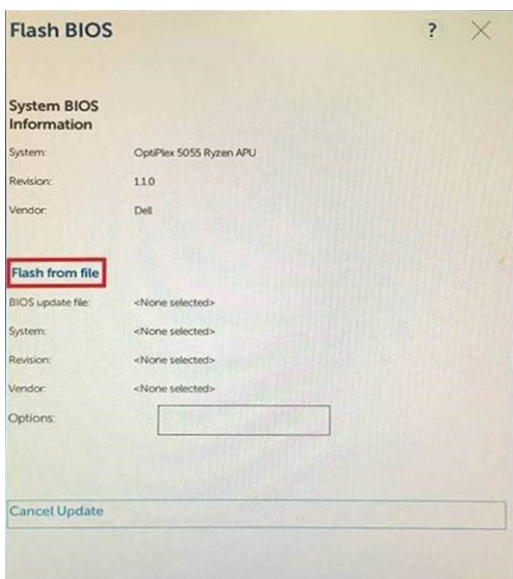 Flash BIOS ?
System BIOS
Information
System: OptiPlex 5055 Ryzen APU
Revision: 1.1.0
Vendor: Dell
Flash from file
BIOS update file: <None selected>
System: <None selected>
Revision: <None selected>
Vendor: <None selected>
Options:
Cancel Update